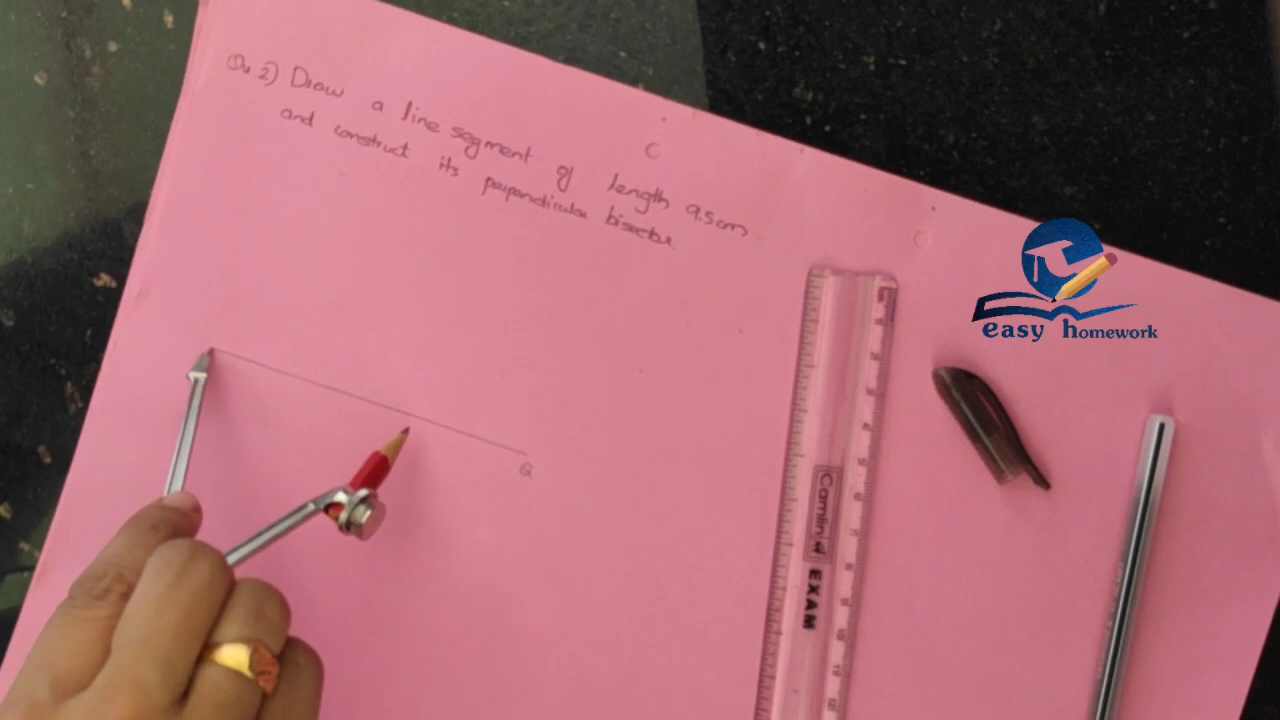 Qu 2) Draw a line segment of length 9.5cm
and construct its perpendicular bisector
Q
easy homework
Camlin
EXAM